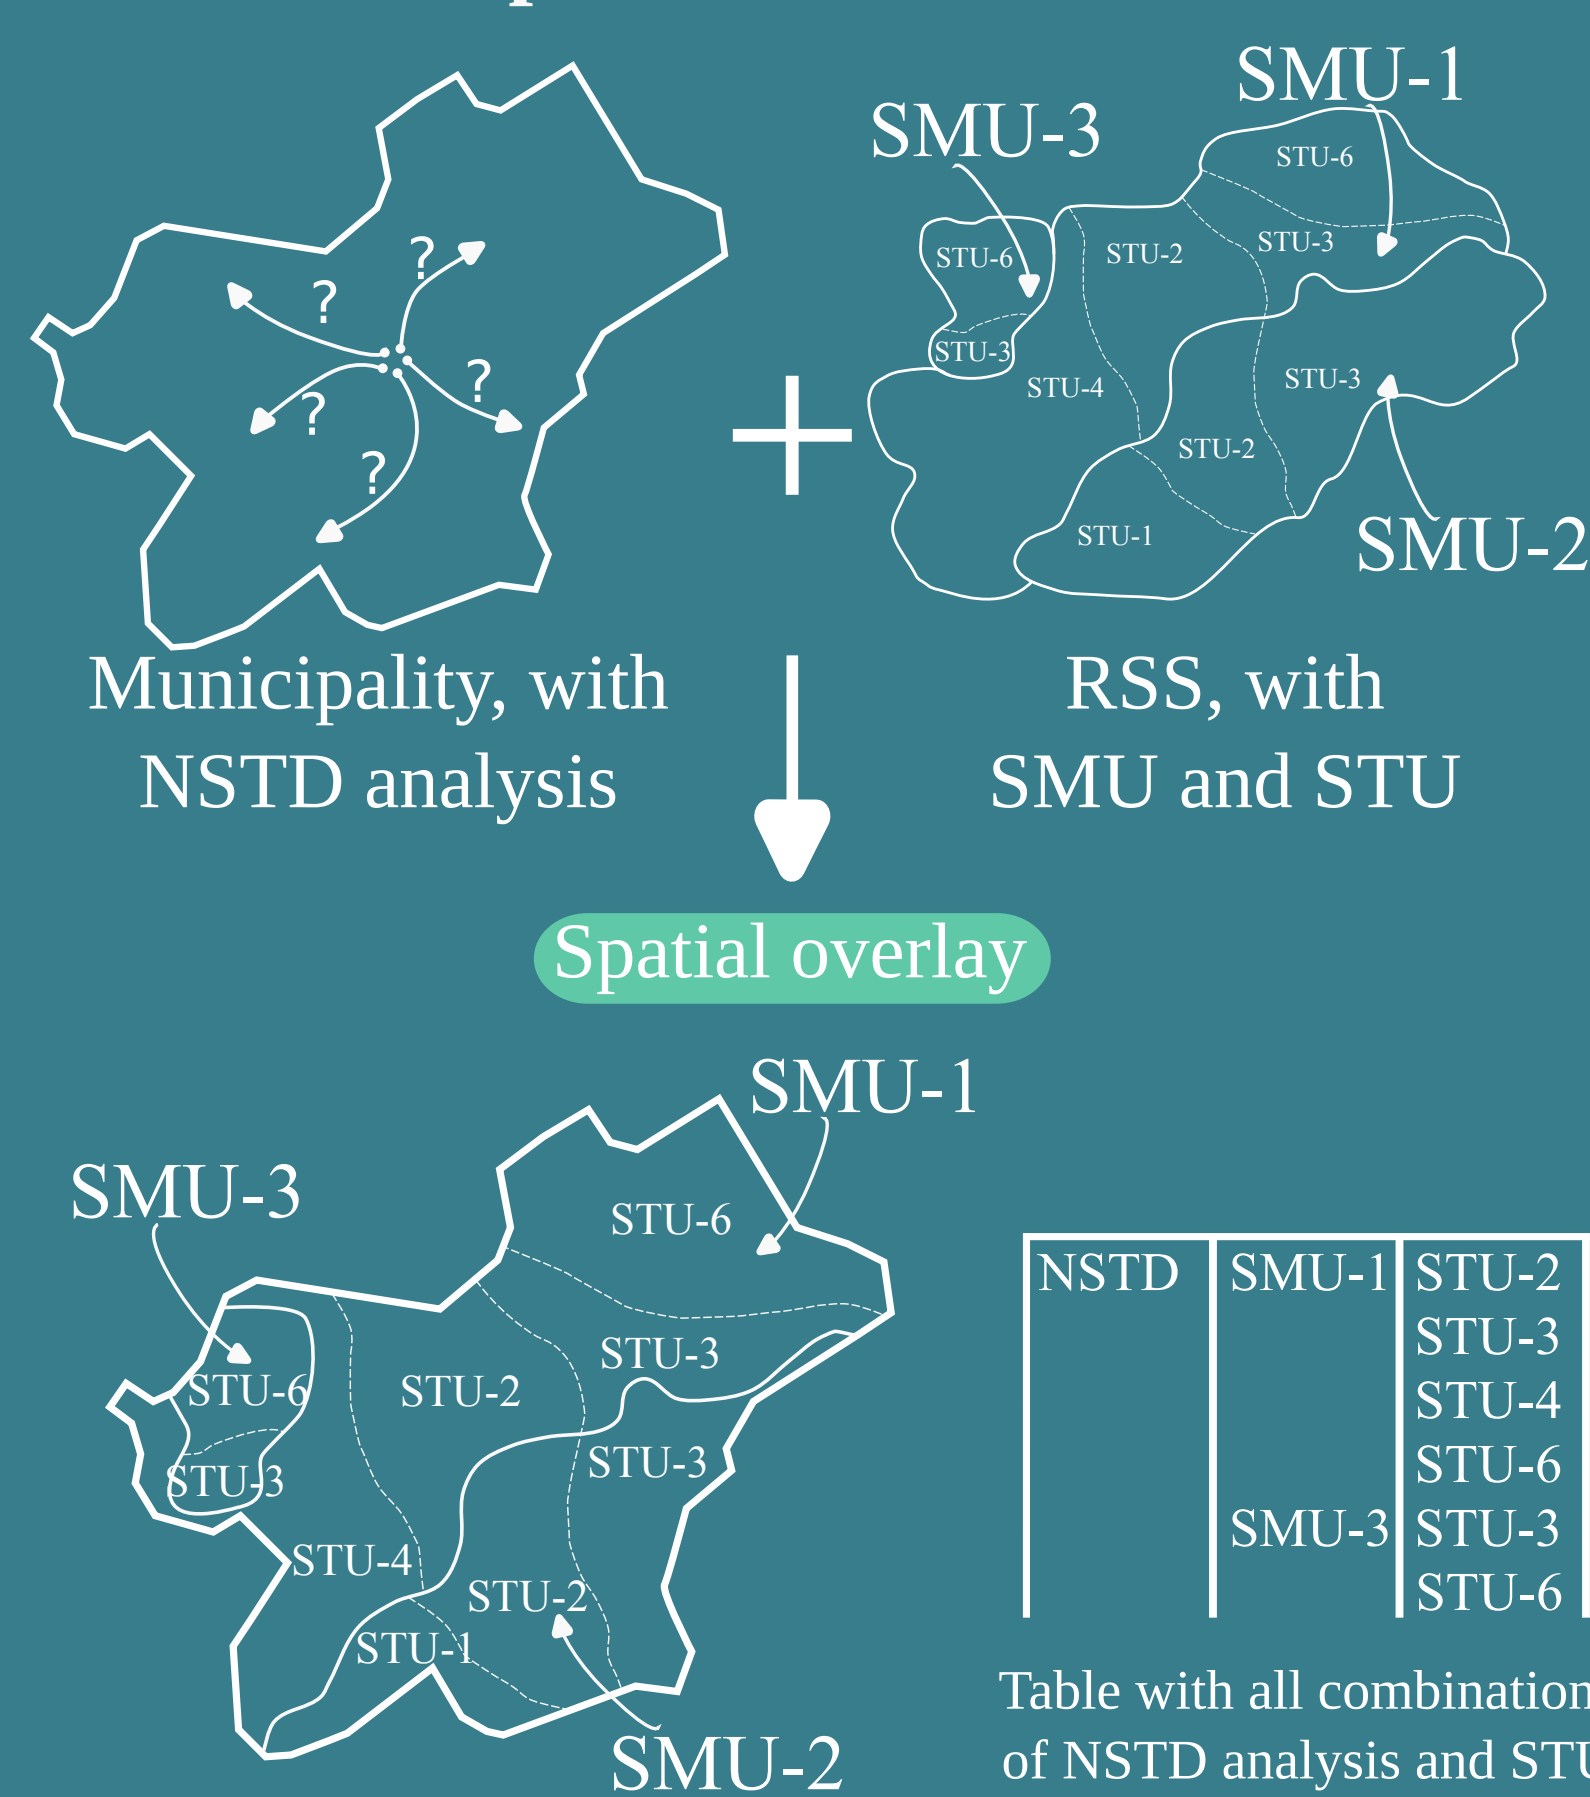 SMU-1
SMU-3
STU-6
STU-3
STU-2
STU-6
STU-3
STU-4
STU-3
STU-2
STU-1
SMU-2
?
?
?
?
?
Municipality, with
NSTD analysis
RSS, with
SMU and STU
Spatial overlay
SMU-1
SMU-3
STU-6
STU-3
STU-2
STU-6
STU-3
STU-3
STU-4
STU-2
STU-1
SMU-2
NSTD SMU-1 STU-2
STU-3
STU-4
STU-6
SMU-3 STU-3
STU-6
Table with all combination
of NSTD analysis and STU